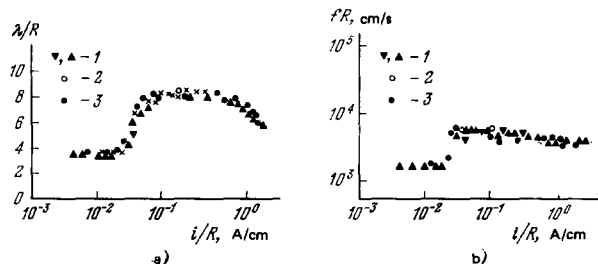 λ/R
10
8
6
4
2
0
10⁻³ 10⁻² 10⁻¹ 10⁰
i/R, A/cm
▼, ▲ – 1
○ – 2
● – 3
a)
fR, cm/s
10⁵
10⁴
10³
10⁻³ 10⁻² 10⁻¹ 10⁰
i/R, A/cm
▼, ▲ – 1
○ – 2
● – 3
b)